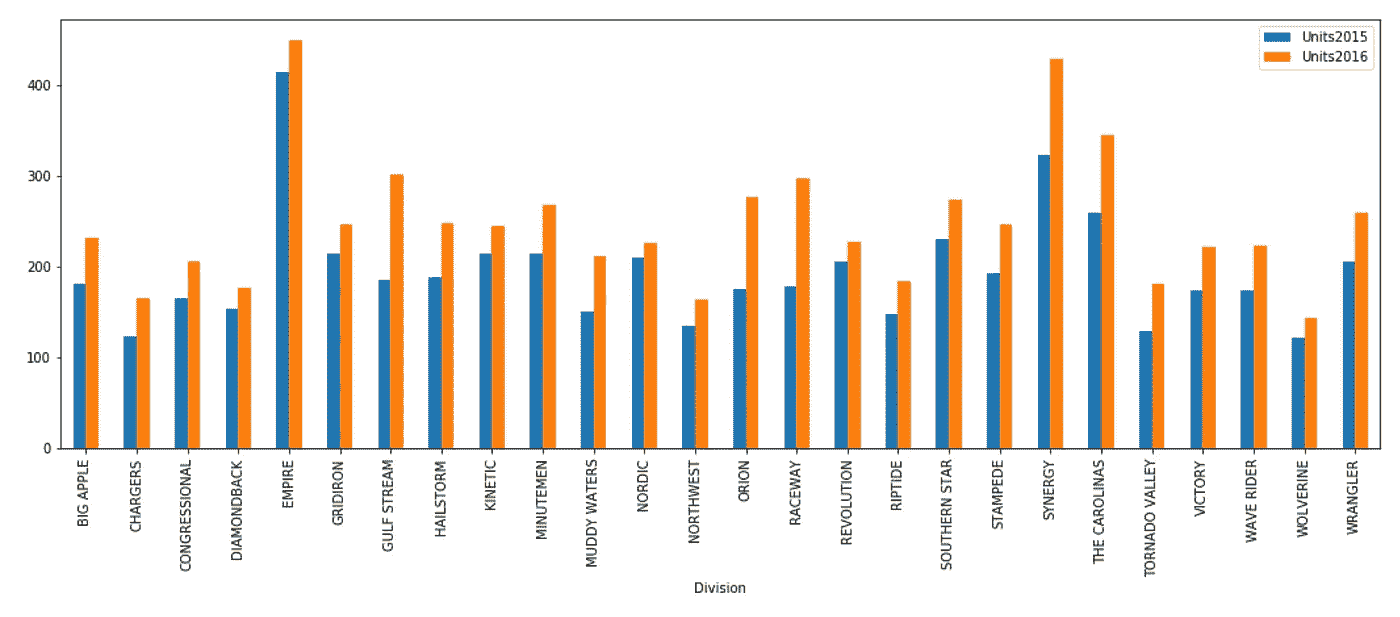 Units2015
Units2016
400
300
200
100
0
BIG APPLE
CHARGERS
CONGRESSIONAL
DIAMONDBACK
EMPIRE
GRIDIRON
GULF STREAM
HAILSTORM
KINETIC
MINUTEMEN
MUDDY WATERS
NORDIC
NORTHWEST
ORION
RACEWAY
REVOLUTION
RIPTIDE
SOUTHERN STAR
STAMPEDE
SYNERGY
THE CAROLINAS
TORNADO VALLEY
VICTORY
WAVE RIDER
WOLVERINE
WRANGLER
Division